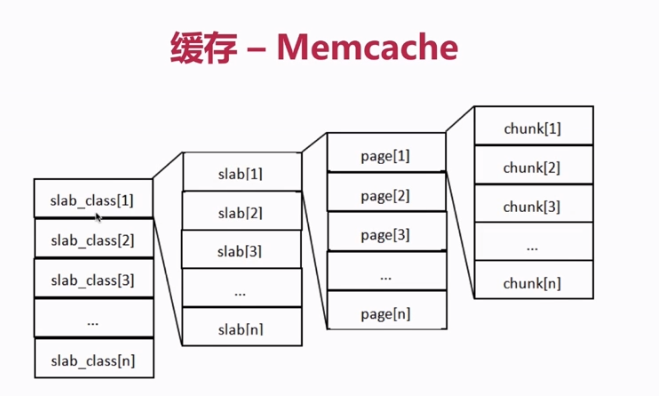 缓存 – Memcache
slab_class[1]
slab_class[2]
slab_class[3]
...
slab_class[n]
slab[1]
slab[2]
slab[3]
...
slab[n]
page[1]
page[2]
page[3]
...
page[n]
chunk[1]
chunk[2]
chunk[3]
...
chunk[n]